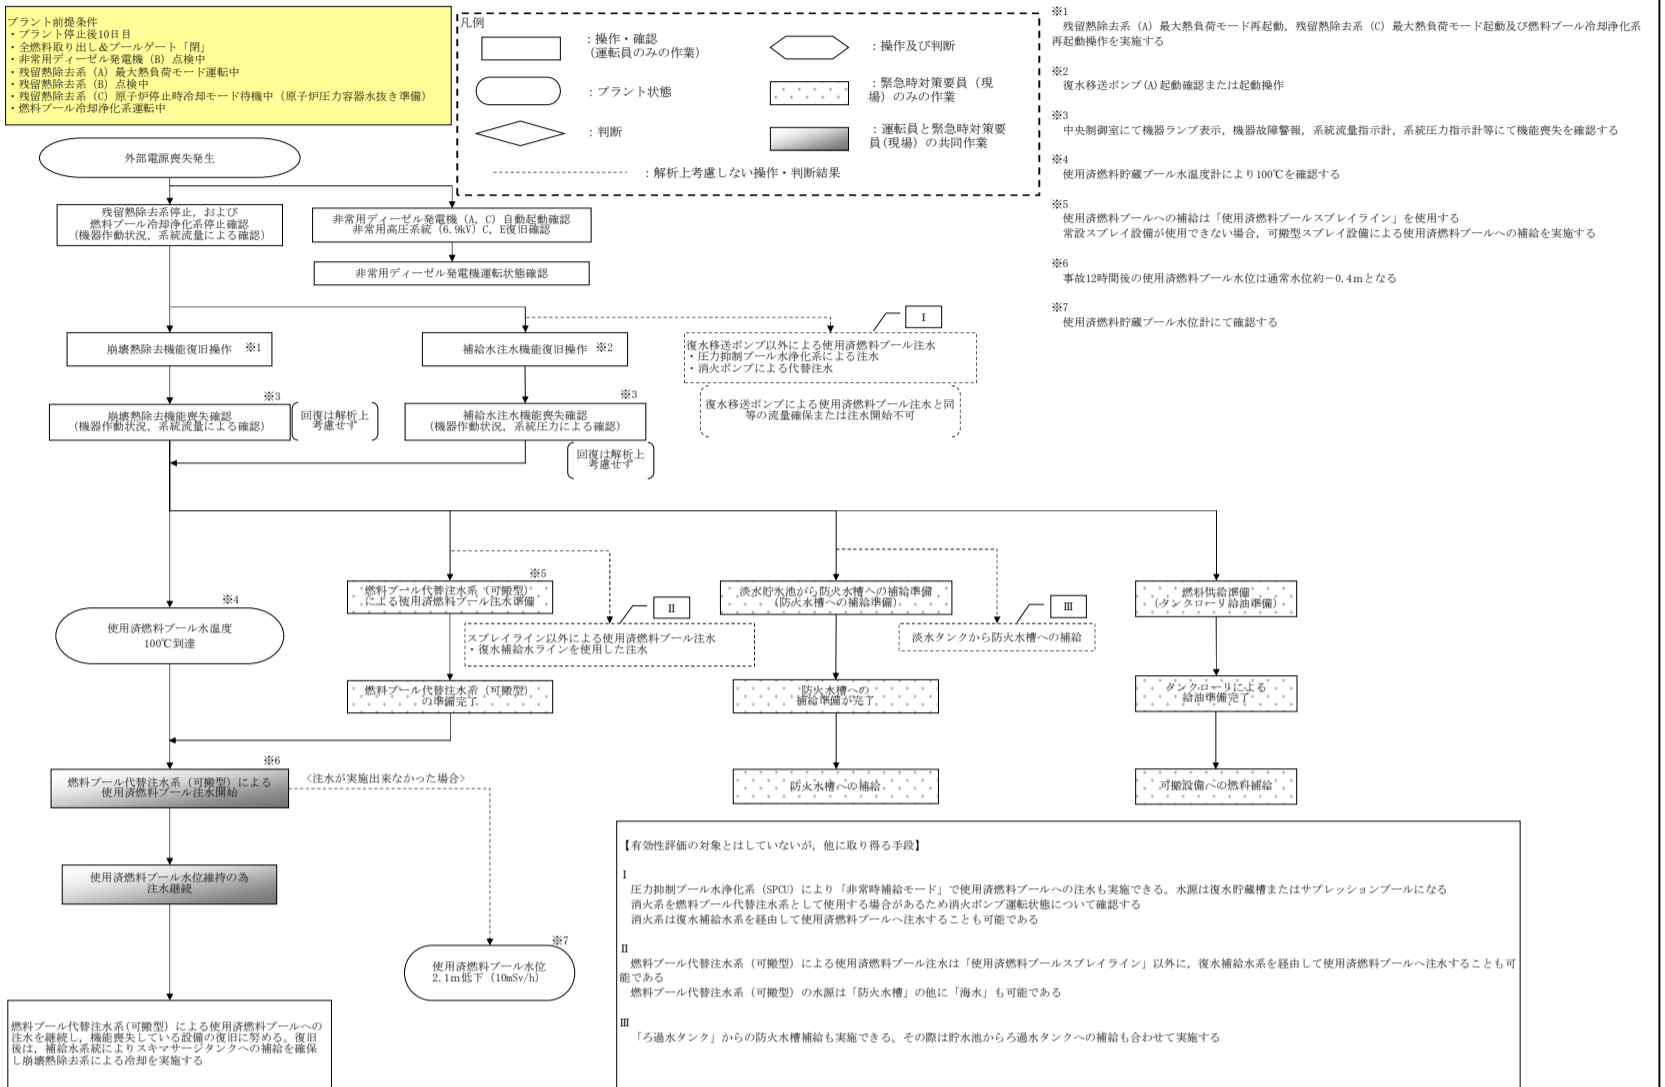 プラント前提条件
・プラント停止後10日目
・全燃料取り出し＆プールゲート「閉」
・非常用ディーゼル発電機（B）点検中
・残留熱除去系（A）最大熱負荷モード運転中
・残留熱除去系（B）点検中
・残留熱除去系（C）原子炉停止時冷却モード待機中（原子炉圧力容器水抜き準備）
・燃料プール冷却浄化系運転中
凡例
：操作・確認
（運転員のみの作業）
：操作及び判断
：プラント状態
：緊急時対策要員（現
場）のみの作業
：判断
：運転員と緊急時対策要
員(現場）の共同作業
：解析上考慮しない操作・判断結果
※1
残留熱除去系（A）最大熱負荷モード再起動，残留熱除去系（C）最大熱負荷モード起動及び燃料プール冷却浄化系
再起動操作を実施する
※2
復水移送ポンプ(A)起動確認または起動操作
※3
中央制御室にて機器ランプ表示，機器故障警報，系統流量指示計，系統圧力指示計等にて機能喪失を確認する
※4
使用済燃料貯蔵プール水温度計により100℃を確認する
※5
使用済燃料プールへの補給は「使用済燃料プールスプレイライン」を使用する
常設スプレイ設備が使用できない場合，可搬型スプレイ設備による使用済燃料プールへの補給を実施する
※6
事故12時間後の使用済燃料プール水位は通常水位約－0.4mとなる
※7
使用済燃料貯蔵プール水位計にて確認する
外部電源喪失発生
残留熱除去系停止，および
燃料プール冷却浄化系停止確認
(機器作動状況，系統流量による確認)
非常用ディーゼル発電機（A，C）自動起動確認
非常用高圧系統（6.9kV）C，E復旧確認
非常用ディーゼル発電機運転状態確認
崩壊熱除去機能復旧操作 ※1
補給水注水機能復旧操作 ※2
Ⅰ
復水移送ポンプ以外による使用済燃料プール注水
・圧力抑制プール水浄化系による注水
・消火ポンプによる代替注水
※3
崩壊熱除去機能喪失確認
(機器作動状況，系統流量による確認)
回復は解析上
考慮せず
※3
補給水注水機能喪失確認
(機器作動状況，系統圧力による確認)
復水移送ポンプによる使用済燃料プール注水と同
等の流量確保または注水開始不可
回復は解析上
考慮せず
※4
使用済燃料プール水温度
100℃到達
※5
燃料プール代替注水系（可搬型）
による使用済燃料プール注水準備
Ⅱ
スプレイライン以外による使用済燃料プール注水
・復水補給水ラインを使用した注水
淡水貯水池から防火水槽への補給準備
(防火水槽への補給準備)
Ⅲ
淡水タンクから防火水槽への補給
燃料供給準備
(タンクローリ給油準備)
燃料プール代替注水系（可搬型）
の準備完了
防火水槽への
補給準備が完了
タンクローリによる
給油準備完了
※6
燃料プール代替注水系（可搬型）による
使用済燃料プール注水開始
＜注水が実施出来なかった場合＞
防火水槽への補給
可搬設備への燃料補給
使用済燃料プール水位維持の為
注水継続
※7
使用済燃料プール水位
2.1m低下（10mSv/h）
燃料プール代替注水系(可搬型）による使用済燃料プールへの
注水を継続し，機能喪失している設備の復旧に努める。復旧
後は，補給水系統によりスキマサージタンクへの補給を確保
し崩壊熱除去系による冷却を実施する
【有効性評価の対象とはしていないが，他に取り得る手段】
Ⅰ
圧力抑制プール水浄化系（SPCU）により「非常時補給モード」で使用済燃料プールへの注水も実施できる。水源は復水貯蔵槽またはサプレッションプールになる
消火系を燃料プール代替注水系として使用する場合があるため消火ポンプ運転状態について確認する
消火系は復水補給水系を経由して使用済燃料プールへ注水することも可能である
Ⅱ
燃料プール代替注水系（可搬型）による使用済燃料プール注水は「使用済燃料プールスプレイライン」以外に，復水補給水系を経由して使用済燃料プールへ注水することも可
能である
燃料プール代替注水系（可搬型）の水源は「防火水槽」の他に「海水」も可能である
Ⅲ
「ろ過水タンク」からの防火水槽補給も実施できる。その際は貯水池からろ過水タンクへの補給も合わせて実施する